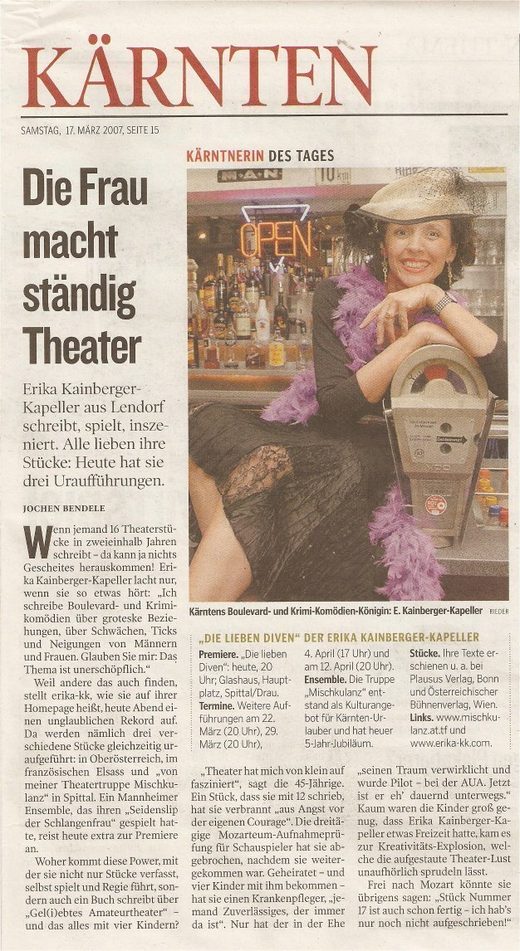 KÄRNTEN
SAMSTAG, 17. MÄRZ 2007, SEITE 15
Die Frau
macht
ständig
Theater
Erika Kainberger-
Kapeller aus Lendorf
schreibt, spielt, insze-
niert. Alle lieben ihre
Stücke: Heute hat sie
drei Uraufführungen.
JOCHEN BENDELE
KÄRNTNERIN DES TAGES
M·A·N
10
OPEN
Kärntens Boulevard- und Krimi-Komödien-Königin: E. Kainberger-Kapeller RIEDER
„DIE LIEBEN DIVEN“ DER ERIKA KAINBERGER-KAPELLER
Premiere. „Die lieben
Diven“: heute, 20
Uhr; Glashaus, Haupt-
platz, Spittal/Drau.
Termine. Weitere Auf-
führungen am 22.
März (20 Uhr), 29.
März (20 Uhr),
4. April (17 Uhr) und
am 12. April (20 Uhr).
Ensemble. Die Truppe
„Mischkulanz“ ent-
stand als Kulturange-
bot für Kärnten-Ur-
lauber und hat heuer
5-Jahr-Jubiläum.
Stücke. Ihre Texte er-
schienen u. a. bei
Plausus Verlag, Bonn
und Österreichischer
Bühnenverlag, Wien.
Links. www.mischku-
lanz.at.tf und
www.erika-kk.com.
Wenn jemand 16 Theaterstü-
cke in zweieinhalb Jahren
schreibt – da kann ja nichts
Gescheites herauskommen! Eri-
ka Kainberger-Kapeller lacht nur,
wenn sie so etwas hört: „Ich
schreibe Boulevard- und Krimi-
komödien über groteske Bezie-
hungen, über Schwächen, Ticks
und Neigungen von Männern
und Frauen. Glauben Sie mir: Das
Thema ist unerschöpflich.“
Weil andere das auch finden,
stellt erika-kk, wie sie auf ihrer
Homepage heißt, heute Abend ei-
nen unglaublichen Rekord auf.
Da werden nämlich drei ver-
schiedene Stücke gleichzeitig ur-
aufgeführt: in Oberösterreich, im
französischen Elsass und „von
meiner Theatertruppe Mischku-
lanz“ in Spittal. Ein Mannheimer
Ensemble, das ihren „Seidenslip
der Schlangenfrau“ gespielt hat-
te, reist heute extra zur Premiere
an.
Woher kommt diese Power, mit
der sie nicht nur Stücke verfasst,
selbst spielt und Regie führt, son-
dern auch ein Buch schreibt über
„Gel(i)ebtes Amateurtheater“ –
und das alles mit vier Kindern?
„Theater hat mich von klein auf
fasziniert“, sagt die 45-Jährige.
Ein Stück, dass sie mit 12 schrieb,
hat sie verbrannt „aus Angst vor
der eigenen Courage“. Die dreitä-
gige Mozarteum-Aufnahmeprü-
fung für Schauspieler hat sie ab-
gebrochen, nachdem sie weiter-
gekommen war. Geheiratet – und
vier Kinder mit ihm bekommen –
hat sie einen Krankenpfleger, „je-
mand Zuverlässiges, der immer
da ist“. Nur hat der in der Ehe
„seinen Traum verwirklicht und
wurde Pilot – bei der AUA. Jetzt
ist er eh' dauernd unterwegs.“
Kaum waren die Kinder groß ge-
nug, dass Erika Kainberger-Ka-
peller etwas Freizeit hatte, kam es
zur Kreativitäts-Explosion, wel-
che die aufgestaute Theater-Lust
unaufhörlich sprudeln lässt.
Frei nach Mozart könnte sie
übrigens sagen: „Stück Nummer
17 ist auch schon fertig – ich hab's
nur noch nicht aufgeschrieben!“